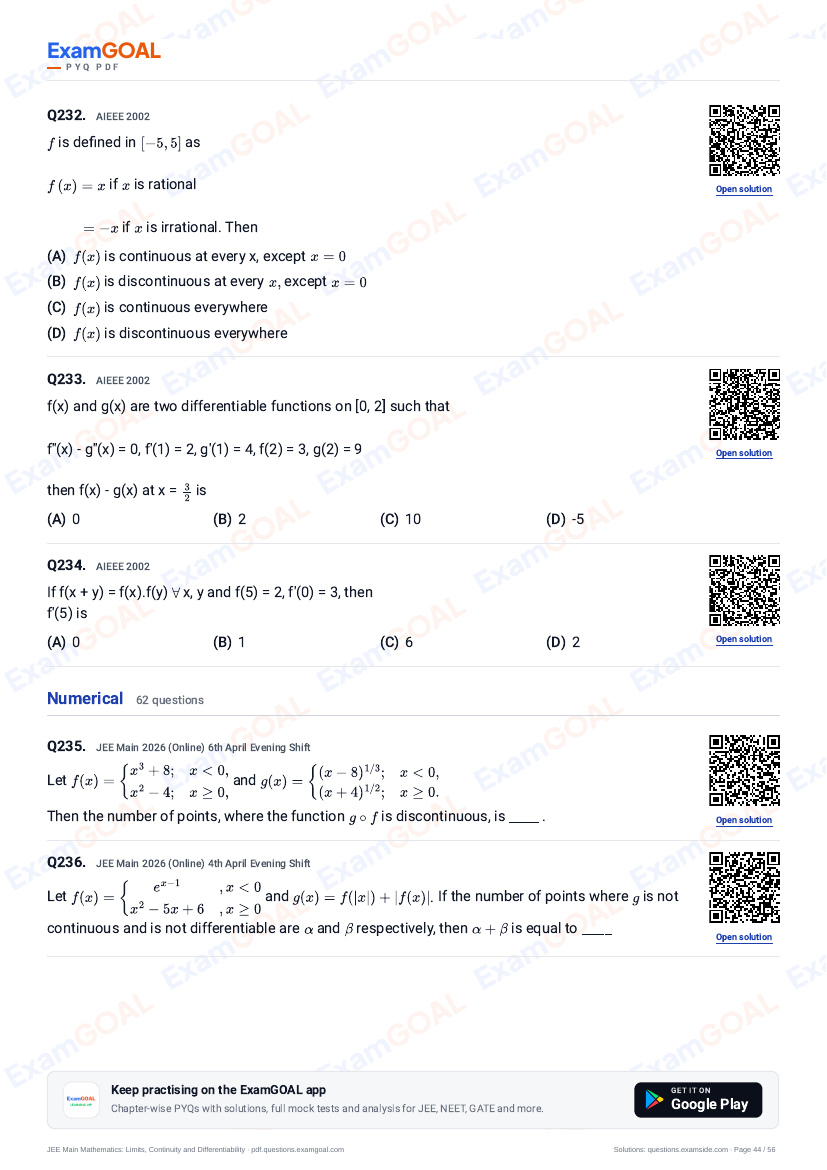 ExamGOAL
PYQ PDF
Q232. AIEEE 2002
f is defined in [−5, 5] as
f (x) = x if x is rational
= −x if x is irrational. Then
(A) f(x) is continuous at every x, except x = 0
(B) f(x) is discontinuous at every x, except x = 0
(C) f(x) is continuous everywhere
(D) f(x) is discontinuous everywhere
Open solution
Q233. AIEEE 2002
f(x) and g(x) are two differentiable functions on [0, 2] such that
f''(x) - g''(x) = 0, f'(1) = 2, g'(1) = 4, f(2) = 3, g(2) = 9
then f(x) - g(x) at x = 3/2 is
(A) 0 (B) 2 (C) 10 (D) -5
Open solution
Q234. AIEEE 2002
If f(x + y) = f(x).f(y) ∀ x, y and f(5) = 2, f'(0) = 3, then
f'(5) is
(A) 0 (B) 1 (C) 6 (D) 2
Open solution
Numerical 62 questions
Q235. JEE Main 2026 (Online) 6th April Evening Shift
Let f(x) = { x³ + 8; x < 0, x² − 4; x ≥ 0, and g(x) = { (x − 8)^{1/3}; x < 0, (x + 4)^{1/2}; x ≥ 0.
Then the number of points, where the function g ∘ f is discontinuous, is ____ .
Open solution
Q236. JEE Main 2026 (Online) 4th April Evening Shift
Let f(x) = { e^{x−1} , x < 0 x² − 5x + 6 , x ≥ 0 and g(x) = f(|x|) + |f(x)|. If the number of points where g is not
continuous and is not differentiable are α and β respectively, then α + β is equal to ____
Open solution
ExamGOAL
Keep practising on the ExamGOAL app
Chapter-wise PYQs with solutions, full mock tests and analysis for JEE, NEET, GATE and more.
GET IT ON
Google Play
JEE Main Mathematics: Limits, Continuity and Differentiability · pdf.questions.examgoal.com
Solutions: questions.examside.com · Page 44 / 56